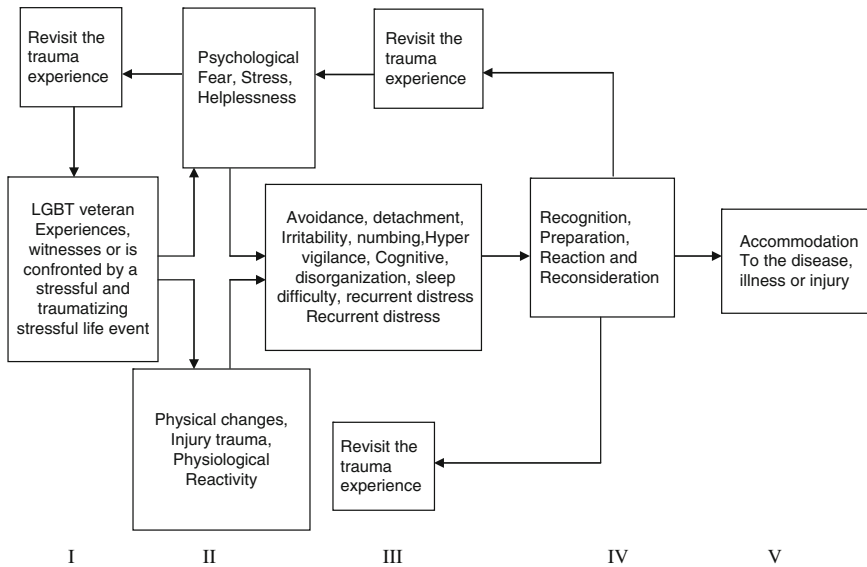 Revisit the
trauma
experience
Psychological
Fear, Stress,
Helplessness
Revisit the
trauma
experience
LGBT veteran
Experiences,
witnesses or is
confronted by a
stressful and
traumatizing
stressful life event
Avoidance, detachment,
Irritability, numbing,Hyper
vigilance, Cognitive,
disorganization, sleep
difficulty, recurrent distress
Recurrent distress
Recognition,
Preparation,
Reaction and
Reconsideration
Accommodation
To the disease,
illness or injury
Physical changes,
Injury trauma,
Physiological
Reactivity
Revisit the
trauma
experience
I II III IV V